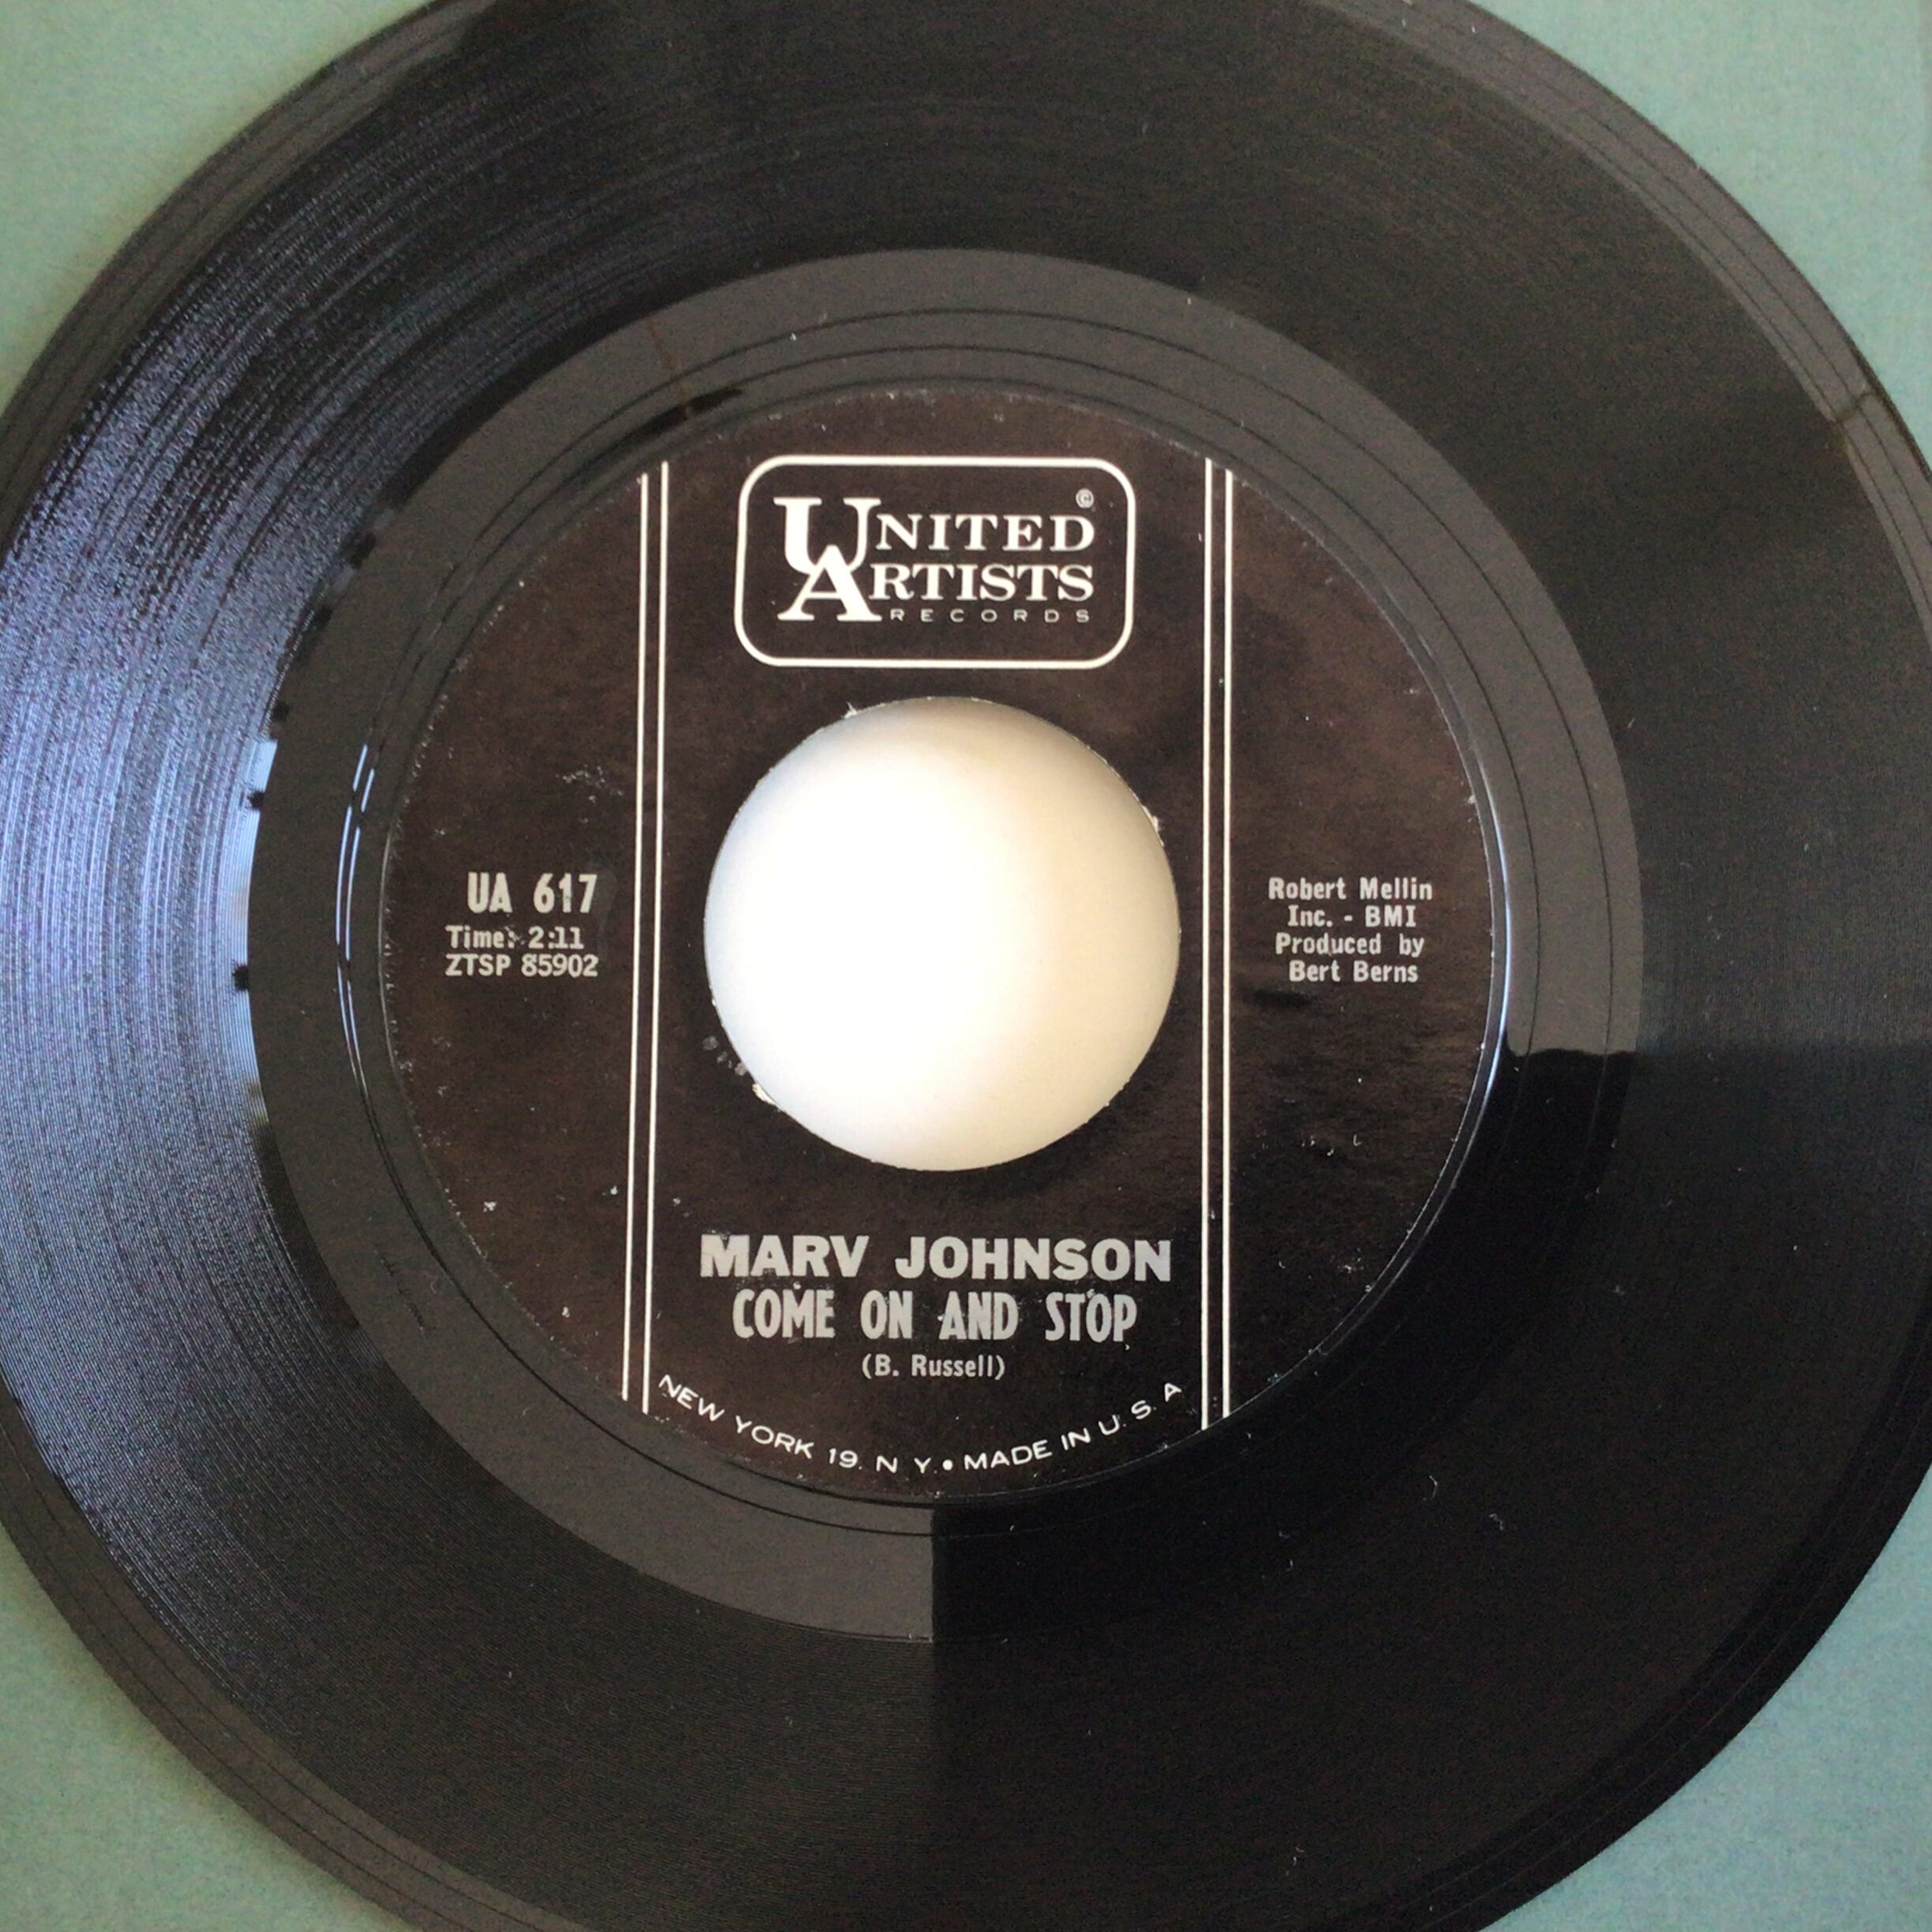 UNITED ©
ARTISTS
RECORDS
UA 617
Time: 2:11
ZTSP 85902
Robert Mellin
Inc. - BMI
Produced by
Bert Berns
MARV JOHNSON
COME ON AND STOP
(B. Russell)
NEW YORK 19. N Y. • MADE IN U. S. A